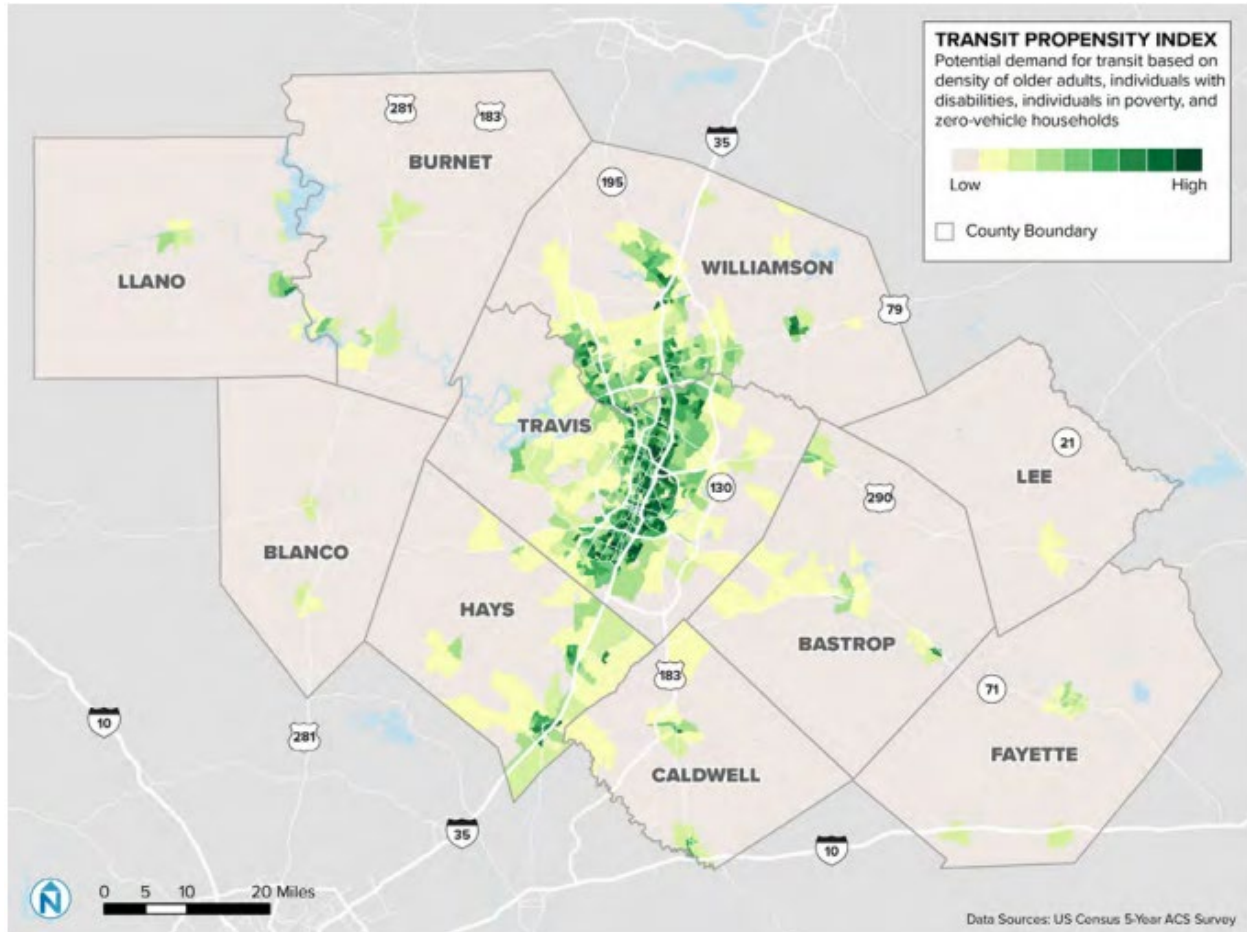 TRANSIT PROPENSITY INDEX
Potential demand for transit based on
density of older adults, individuals with
disabilities, individuals in poverty, and
zero-vehicle households
Low
High
County Boundary
281
183
BURNET
35
195
LLANO
WILLIAMSON
79
TRAVIS
21
LEE
130
290
BLANCO
HAYS
BASTROP
183
71
10
281
FAYETTE
CALDWELL
35
10
N
0 5 10 20 Miles
Data Sources: US Census 5-Year ACS Survey